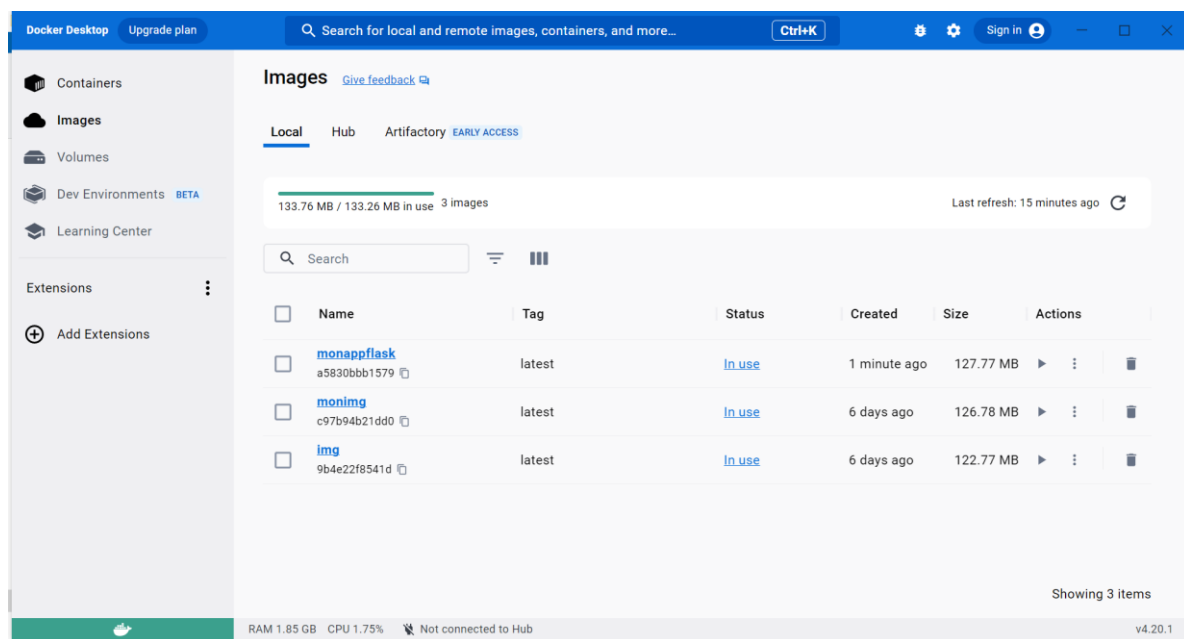 Docker Desktop Upgrade plan Search for local and remote images, containers, and more... Ctrl+K Sign in
Containers
Images
Volumes
Dev Environments BETA
Learning Center
Extensions
Add Extensions
Images Give feedback
Local Hub Artifactory EARLY ACCESS
133.76 MB / 133.26 MB in use 3 images Last refresh: 15 minutes ago
Search
Name Tag Status Created Size Actions
monappflask latest In use 1 minute ago 127.77 MB
a5830bbb1579
monimg latest In use 6 days ago 126.78 MB
c97b94b21dd0
img latest In use 6 days ago 122.77 MB
9b4e22f8541d
Showing 3 items
RAM 1.85 GB CPU 1.75% Not connected to Hub v4.20.1